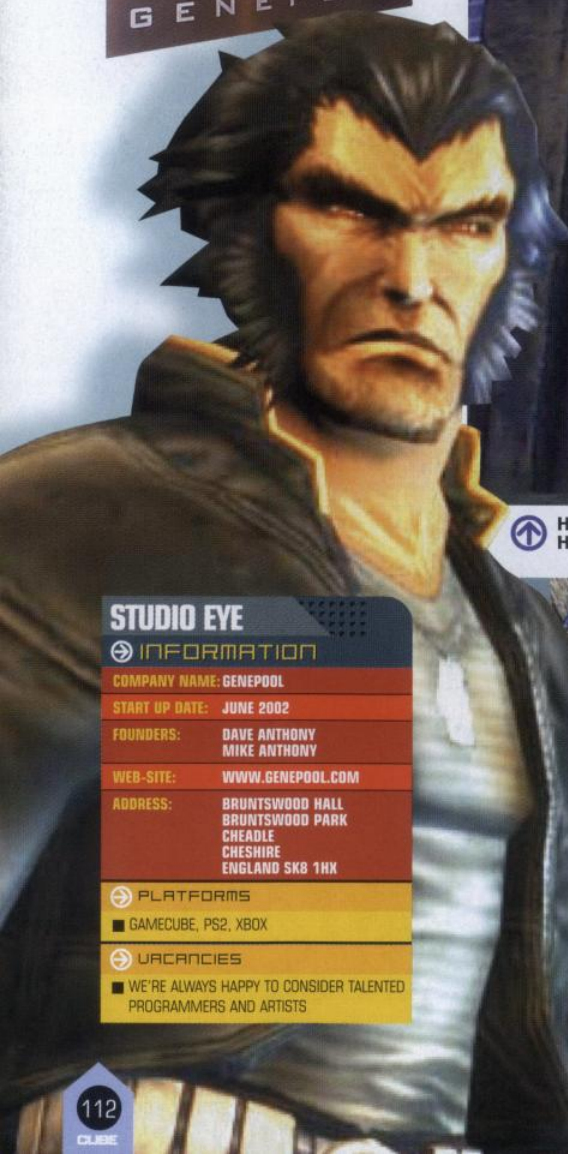 GENEP
STUDIO EYE
INFORMATION
COMPANY NAME: GENEPOOL
START UP DATE: JUNE 2002
FOUNDERS: DAVE ANTHONY
MIKE ANTHONY
WEB-SITE: WWW.GENEPOOL.COM
ADDRESS: BRUNTSWOOD HALL
BRUNTSWOOD PARK
CHEADLE
CHESHIRE
ENGLAND SK8 1HX
PLATFORMS
■ GAMECUBE, PS2, XBOX
VACANCIES
■ WE'RE ALWAYS HAPPY TO CONSIDER TALENTED
PROGRAMMERS AND ARTISTS
H
H
112
CUBE